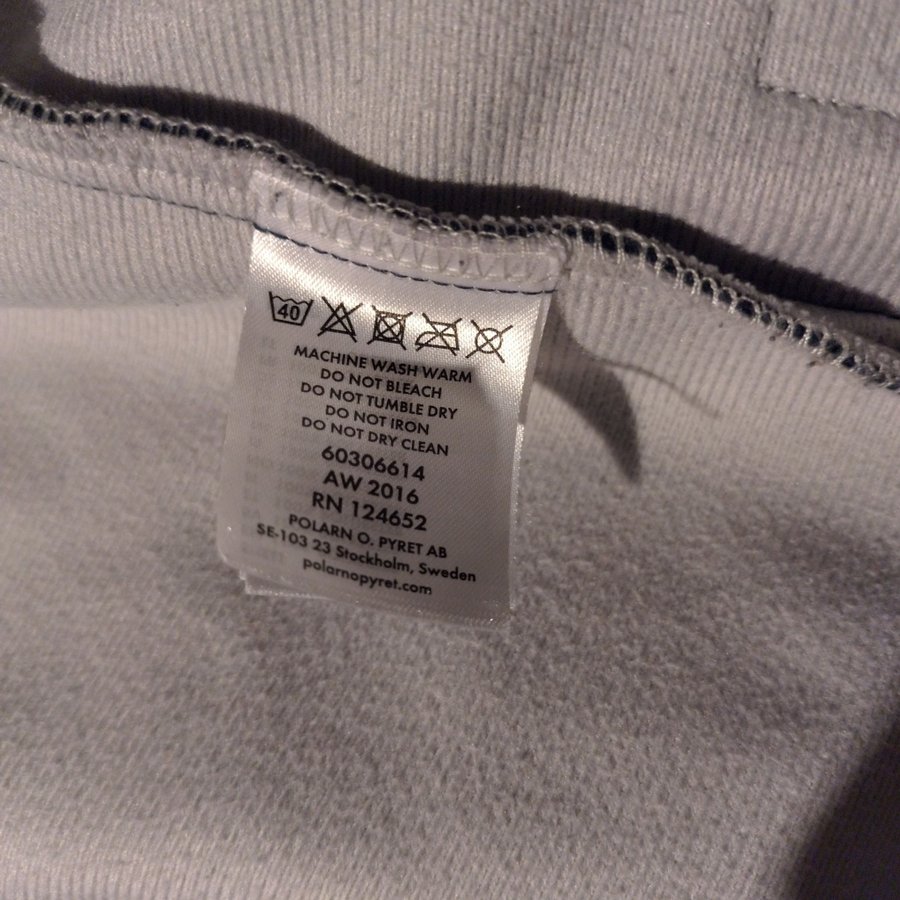 40
MACHINE WASH WARM
DO NOT BLEACH
DO NOT TUMBLE DRY
DO NOT IRON
DO NOT DRY CLEAN
60306614
AW 2016
RN 124652
POLARN O. PYRET AB
SE-103 23 Stockholm, Sweden
polarnopyret.com